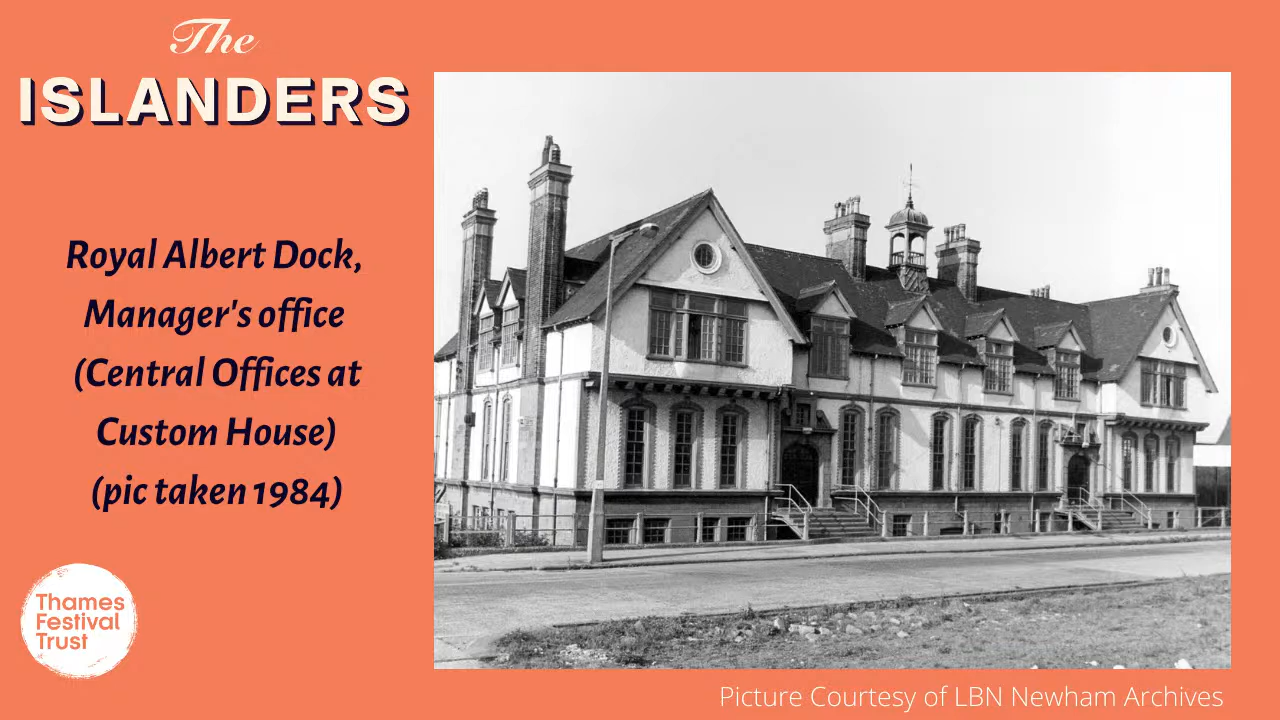 The
ISLANDERS
Royal Albert Dock,
Manager's office
(Central Offices at
Custom House)
(pic taken 1984)
Thames
Festival
Trust
Picture Courtesy of LBN Newham Archives